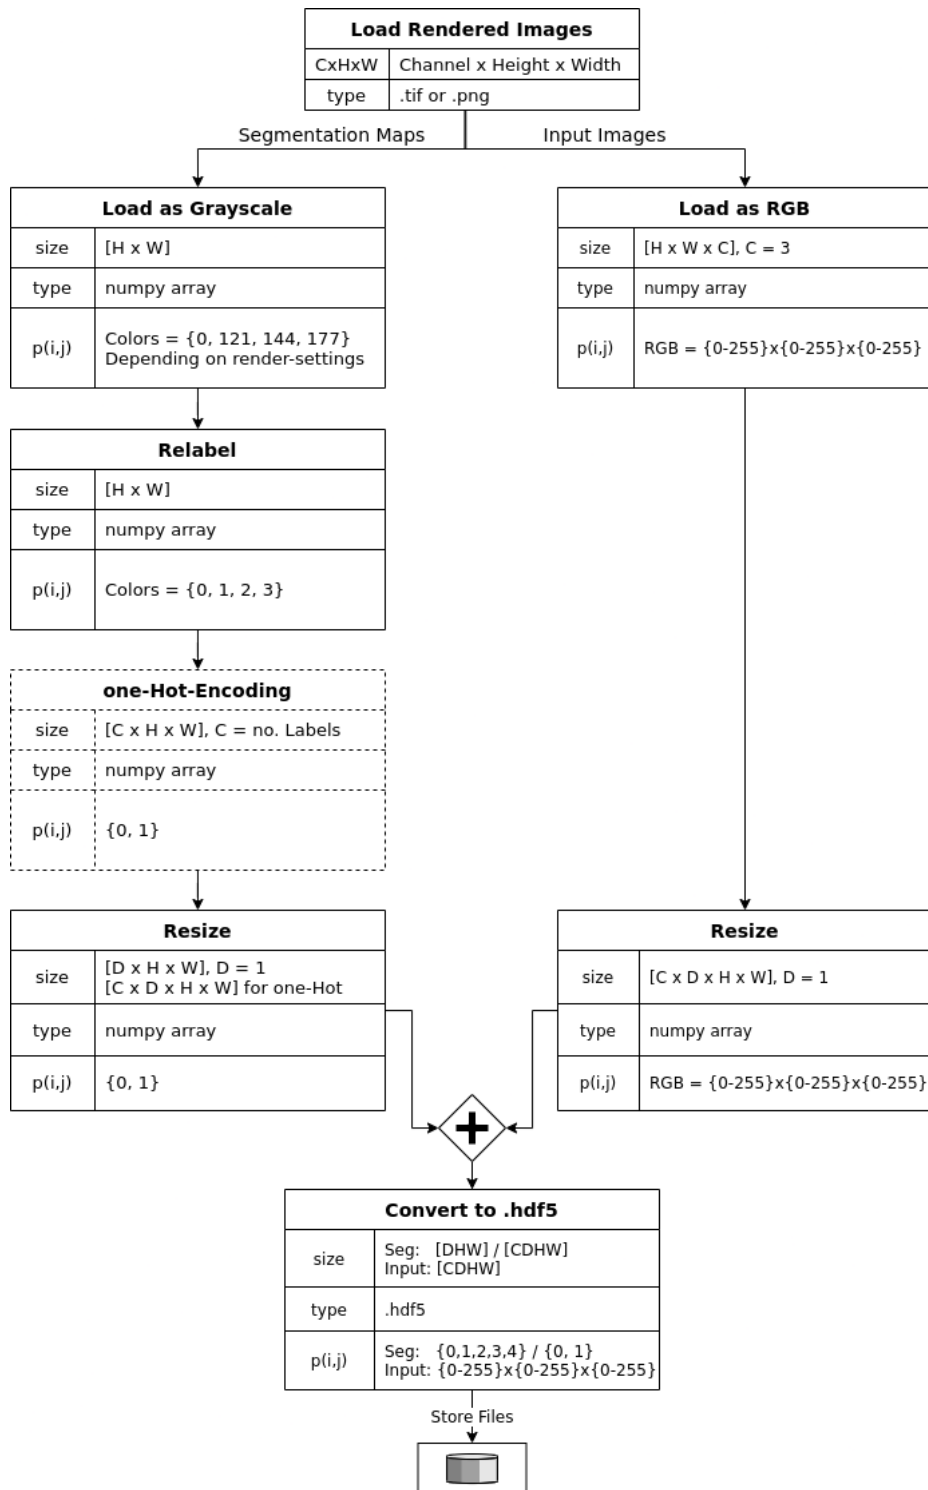 Load Rendered Images
CxHxW Channel x Height x Width
type .tif or .png
Segmentation Maps
Input Images
Load as Grayscale
size [H x W]
type numpy array
p(i,j) Colors = {0, 121, 144, 177}
Depending on render-settings
Load as RGB
size [H x W x C], C = 3
type numpy array
p(i,j) RGB = {0-255}x{0-255}x{0-255}
Relabel
size [H x W]
type numpy array
p(i,j) Colors = {0, 1, 2, 3}
one-Hot-Encoding
size [C x H x W], C = no. Labels
type numpy array
p(i,j) {0, 1}
Resize
size [D x H x W], D = 1
[C x D x H x W] for one-Hot
type numpy array
p(i,j) {0, 1}
Resize
size [C x D x H x W], D = 1
type numpy array
p(i,j) RGB = {0-255}x{0-255}x{0-255}
Convert to .hdf5
size Seg: [DHW] / [CDHW]
Input: [CDHW]
type .hdf5
p(i,j) Seg: {0,1,2,3,4} / {0, 1}
Input: {0-255}x{0-255}x{0-255}
Store Files